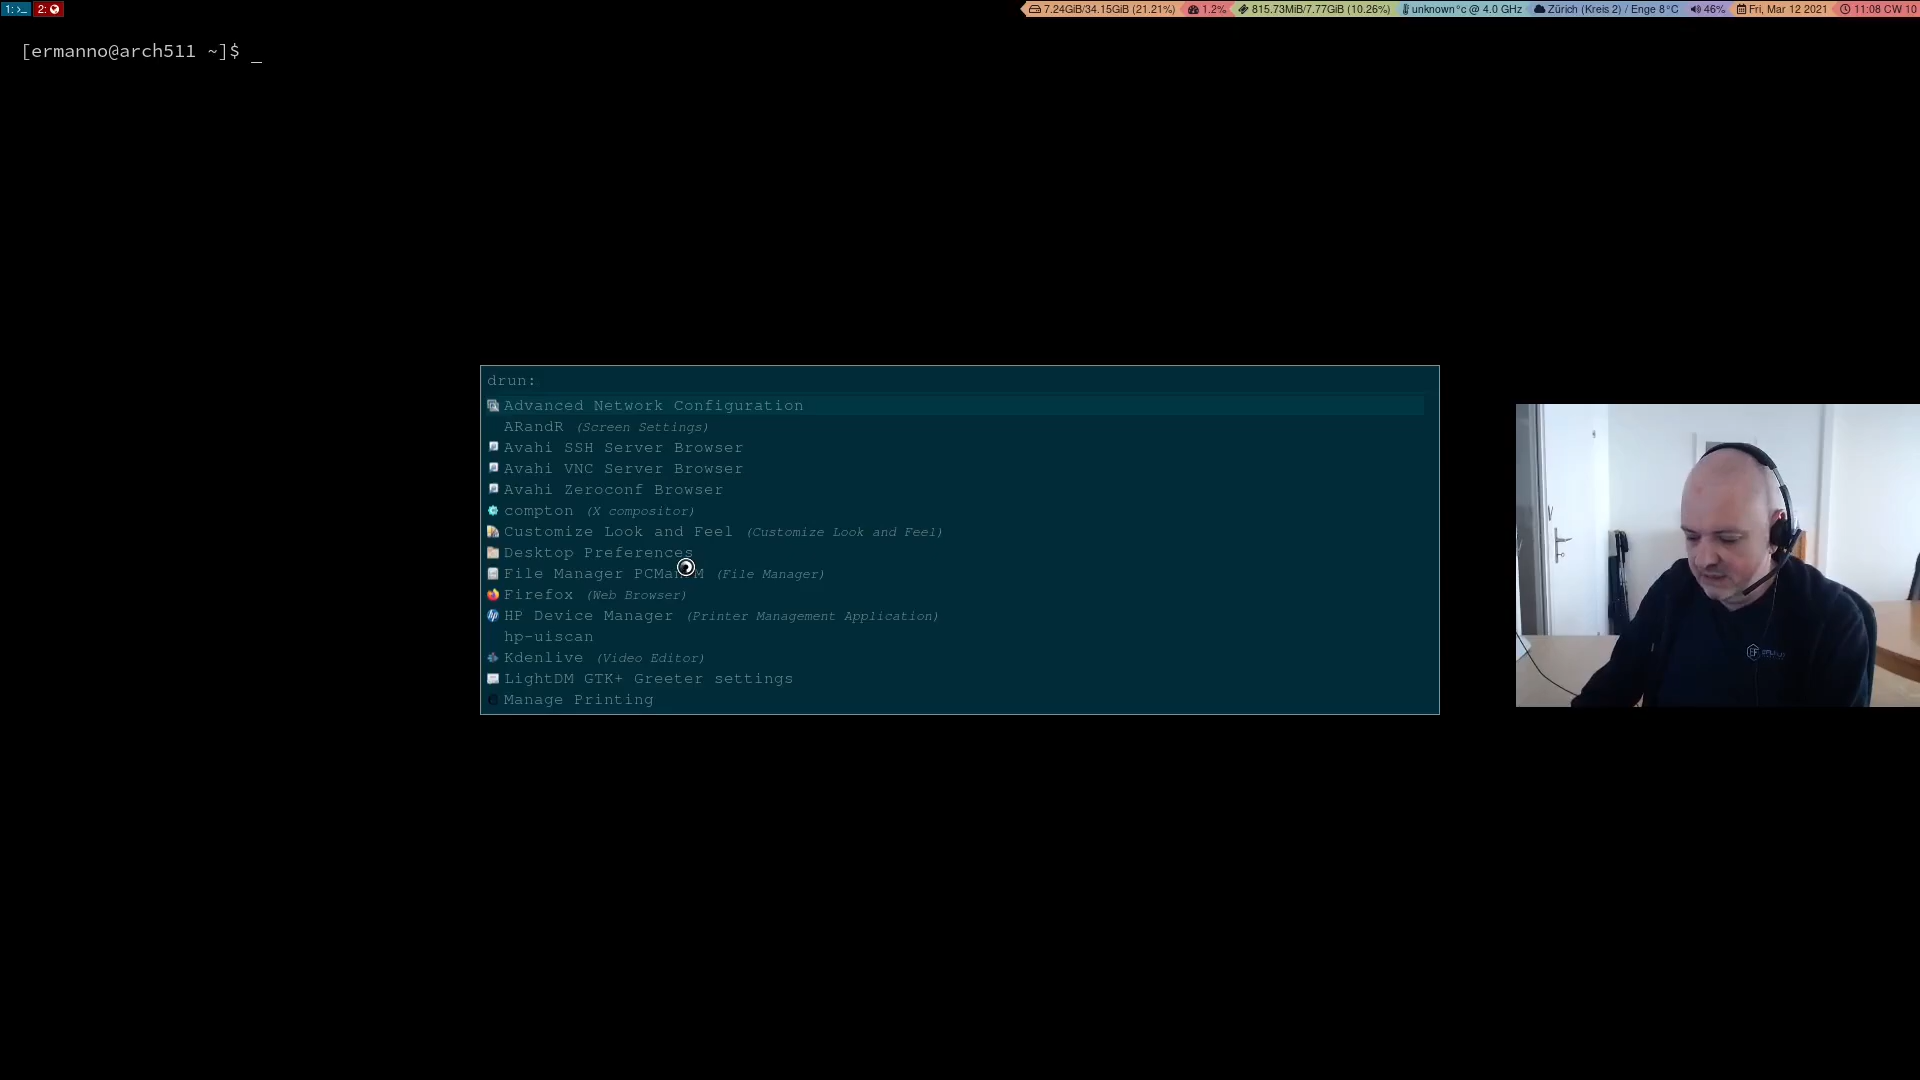 1: >_ 2:
7.24GiB/34.15GiB (21.21%) 1.2% 815.73MiB/7.77GiB (10.26%) unknown°c @ 4.0 GHz Zürich (Kreis 2) / Enge 8°C 46% Fri, Mar 12 2021 11:08 CW 10
[ermanno@arch511 ~]$ _
drun:
Advanced Network Configuration
ARandR (Screen Settings)
Avahi SSH Server Browser
Avahi VNC Server Browser
Avahi Zeroconf Browser
compton (X compositor)
Customize Look and Feel (Customize Look and Feel)
Desktop Preferences
File Manager (File Manager)
Firefox (Web Browser)
HP Device Manager (Printer Management Application)
hp-uiscan
Kdenlive (Video Editor)
LightDM GTK+ Greeter settings
Manage Printing